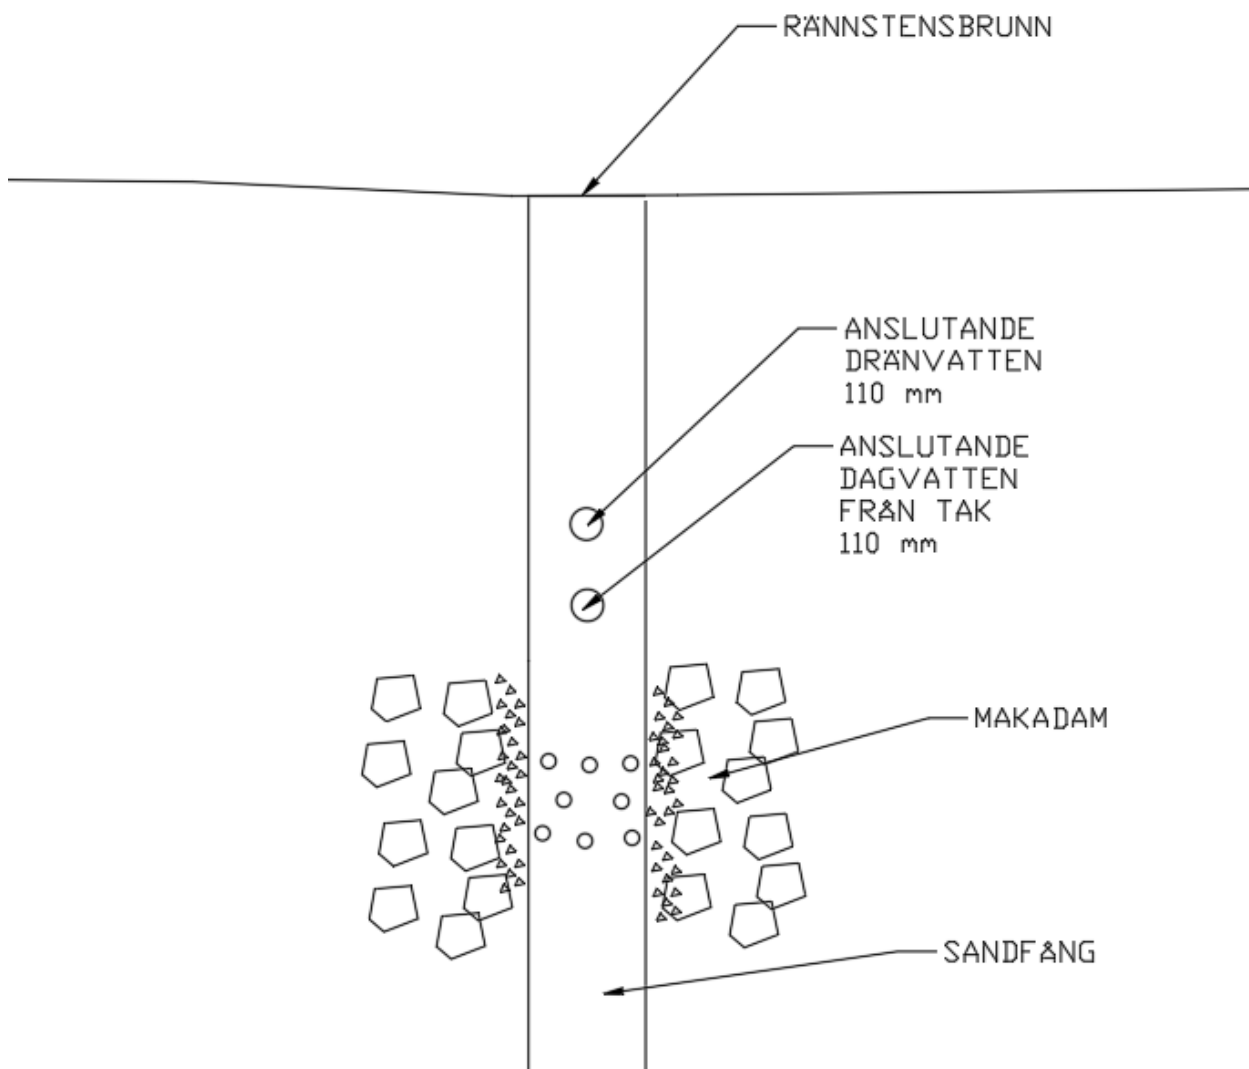 RÄNNSTENSBRUNN
ANSLUTANDE
DRÄNVATTEN
110 mm
ANSLUTANDE
DAGVATTEN
FRÅN TAK
110 mm
MAKADAM
SANDFÅNG